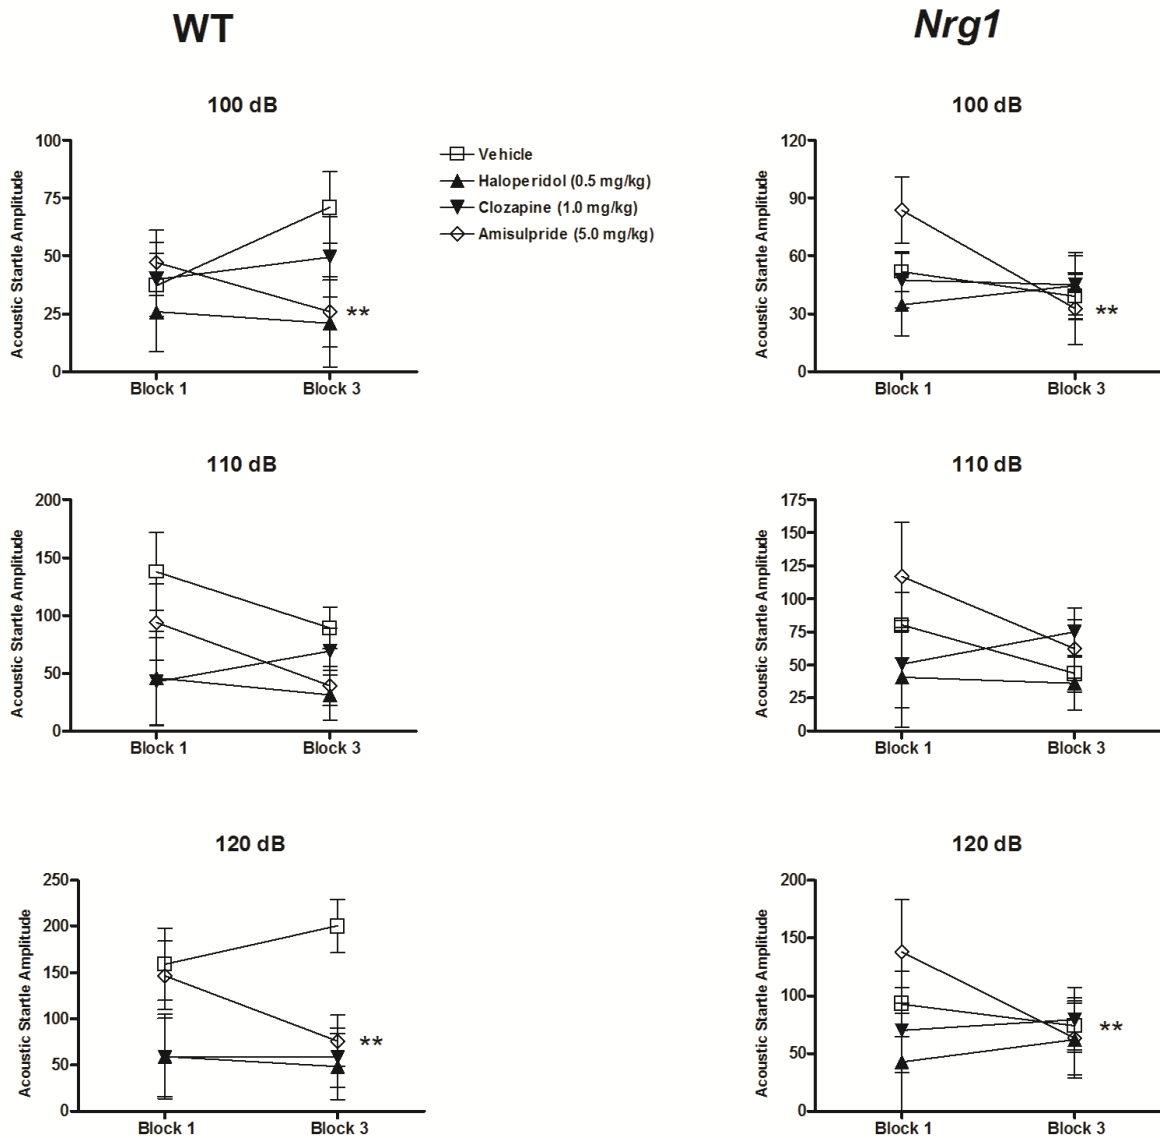 WT
Nrg1
100 dB
Acoustic Startle Amplitude
100
75
50
25
0
Block 1
Block 3
**
Vehicle
Haloperidol (0.5 mg/kg)
Clozapine (1.0 mg/kg)
Amisulpride (5.0 mg/kg)
100 dB
Acoustic Startle Amplitude
120
90
60
30
0
Block 1
Block 3
**
110 dB
Acoustic Startle Amplitude
200
150
100
50
0
Block 1
Block 3
110 dB
Acoustic Startle Amplitude
175
150
125
100
75
50
25
0
Block 1
Block 3
120 dB
Acoustic Startle Amplitude
250
200
150
100
50
0
Block 1
Block 3
**
120 dB
Acoustic Startle Amplitude
200
150
100
50
0
Block 1
Block 3
**